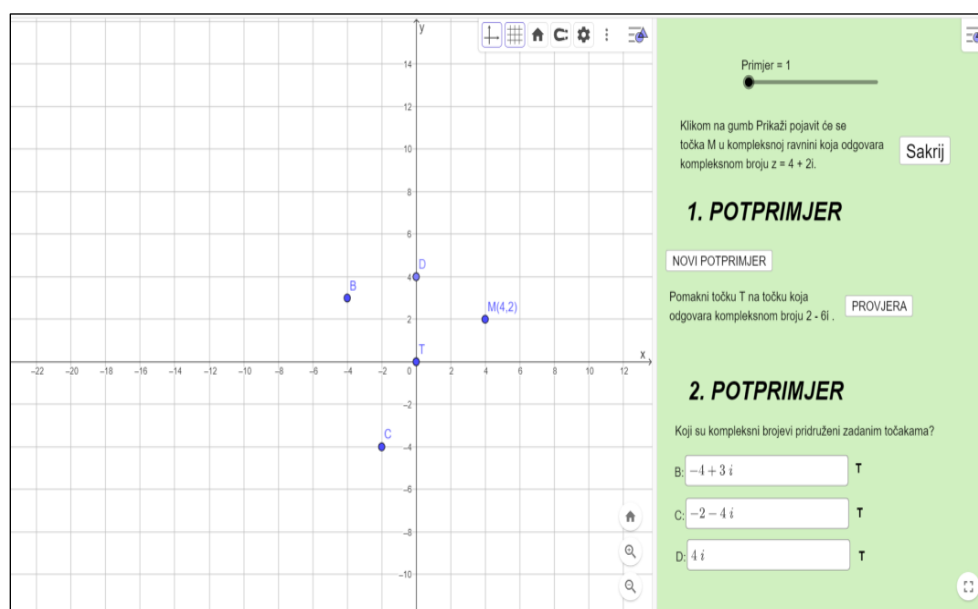 y
14
12
10
8
6
D
4
B
M(4,2)
2
T
x
-22 -20 -18 -16 -14 -12 -10 -8 -6 -4 -2 0 2 4 6 8 10 12
-2
C
-4
-6
-8
-10
Primjer = 1
Klikom na gumb Prikaži pojavit će se
točka M u kompleksnoj ravnini koja odgovara
kompleksnom broju z = 4 + 2i.
Sakrij
1. POTPRIMJER
NOVI POTPRIMJER
Pomakni točku T na točku koja
odgovara kompleksnom broju 2 - 6i .
PROVJERA
2. POTPRIMJER
Koji su kompleksni brojevi pridruženi zadanim točakama?
B: −4 + 3 i T
C: −2 − 4 i T
D: 4 i T